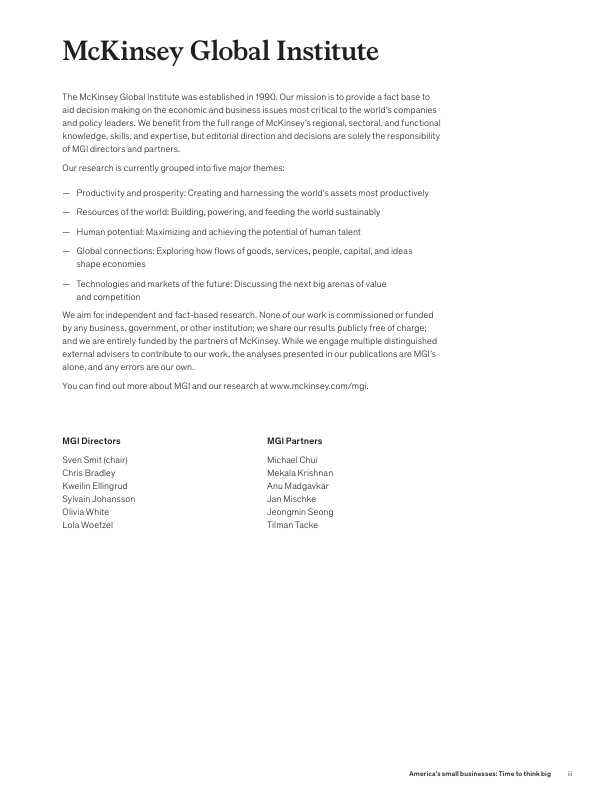 McKinsey Global Institute
The McKinsey Global Institute was established in 1990. Our mission is to provide a fact base to
aid decision making on the economic and business issues most critical to the world's companies
and policy leaders. We benefit from the full range of McKinsey's regional, sectoral, and functional
knowledge, skills, and expertise, but editorial direction and decisions are solely the responsibility
of MGI directors and partners.
Our research is currently grouped into five major themes:
— Productivity and prosperity: Creating and harnessing the world's assets most productively
— Resources of the world: Building, powering, and feeding the world sustainably
— Human potential: Maximizing and achieving the potential of human talent
— Global connections: Exploring how flows of goods, services, people, capital, and ideas
shape economies
— Technologies and markets of the future: Discussing the next big arenas of value
and competition
We aim for independent and fact-based research. None of our work is commissioned or funded
by any business, government, or other institution; we share our results publicly free of charge;
and we are entirely funded by the partners of McKinsey. While we engage multiple distinguished
external advisers to contribute to our work, the analyses presented in our publications are MGI's
alone, and any errors are our own.
You can find out more about MGI and our research at www.mckinsey.com/mgi.
MGI Directors
Sven Smit (chair)
Chris Bradley
Kweilin Ellingrud
Sylvain Johansson
Olivia White
Lola Woetzel
MGI Partners
Michael Chui
Mekala Krishnan
Anu Madgavkar
Jan Mischke
Jeongmin Seong
Tilman Tacke
America's small businesses: Time to think big iii